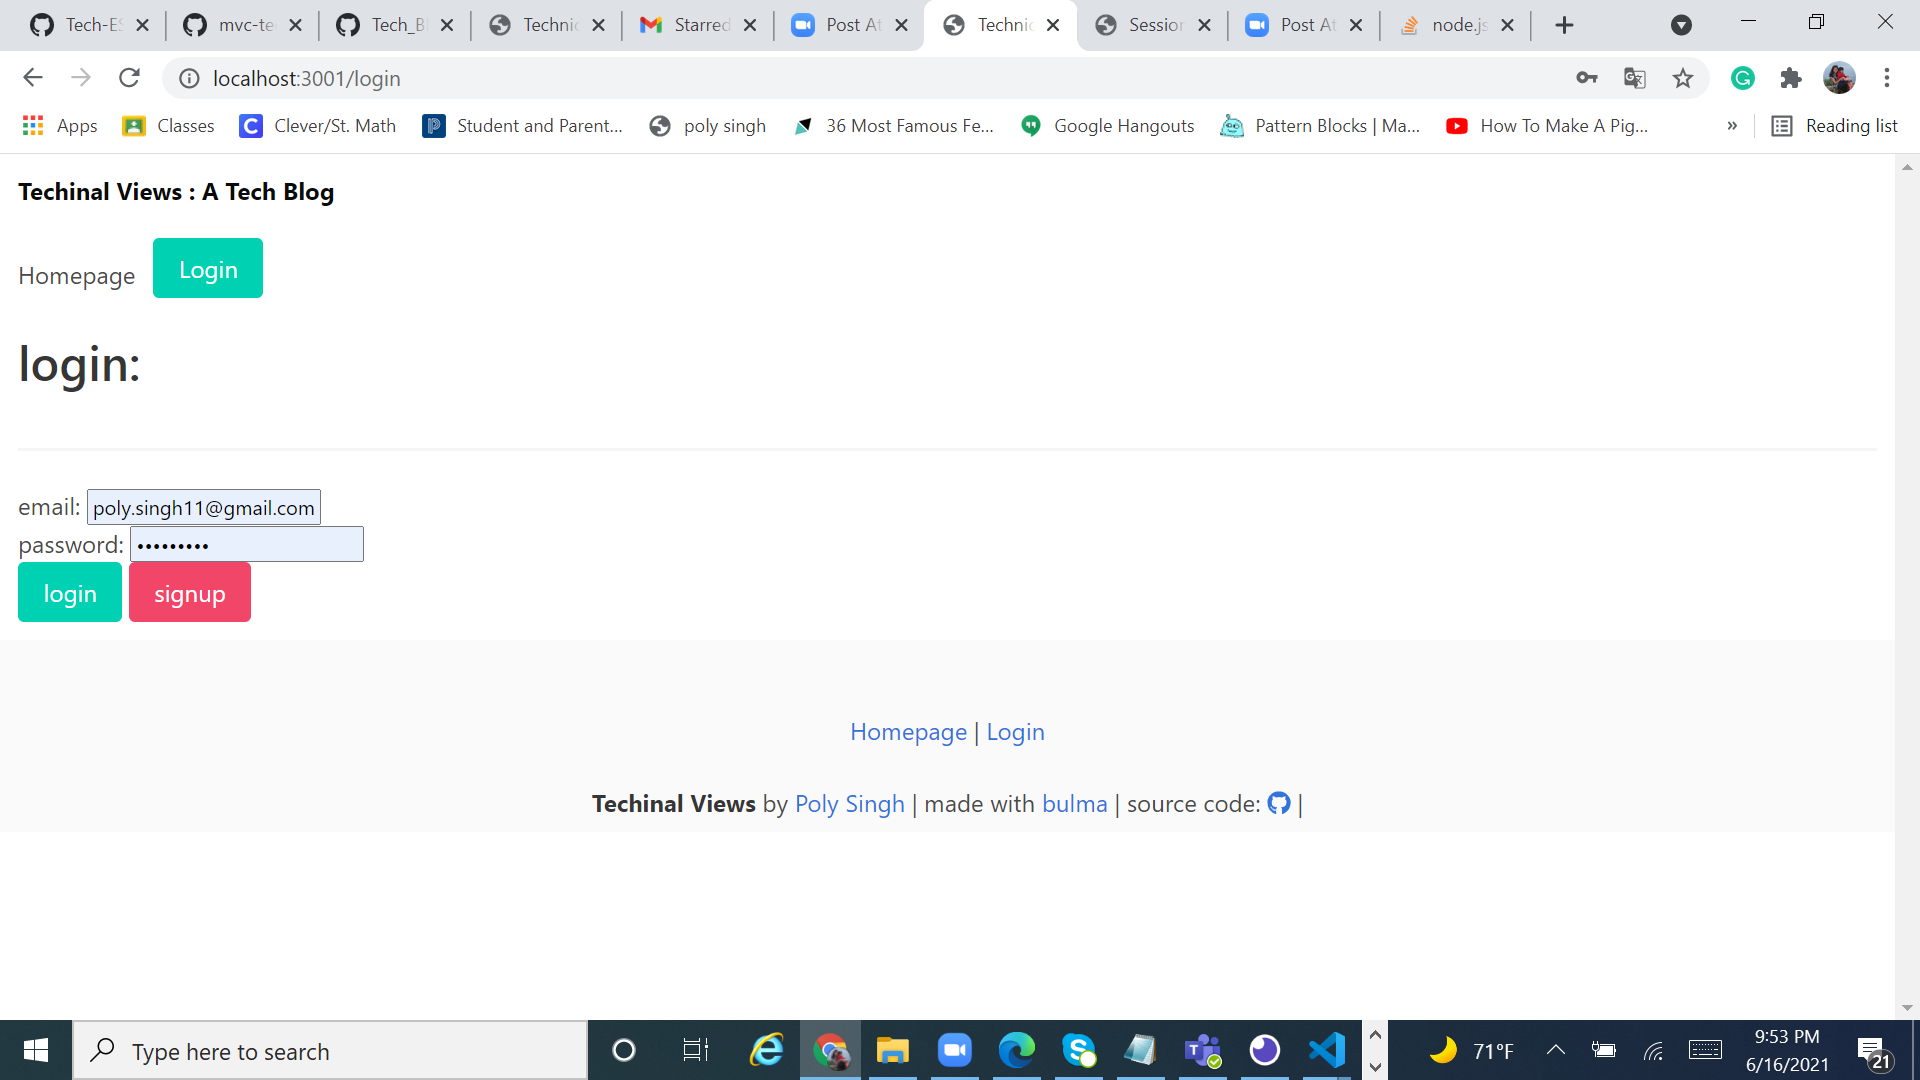 Tech-ES
mvc-te
Tech_Bl
Technic
Starred
Post At
Technic
Session
Post At
node.js
localhost:3001/login
Apps
Classes
Clever/St. Math
Student and Parent...
poly singh
36 Most Famous Fe...
Google Hangouts
Pattern Blocks | Ma...
How To Make A Pig...
»
Reading list
Techinal Views : A Tech Blog
Homepage
Login
login:
email: poly.singh11@gmail.com
password: •••••••••
login signup
Homepage | Login
Techinal Views by Poly Singh | made with bulma | source code: |
Type here to search
71°F
9:53 PM
6/16/2021
21